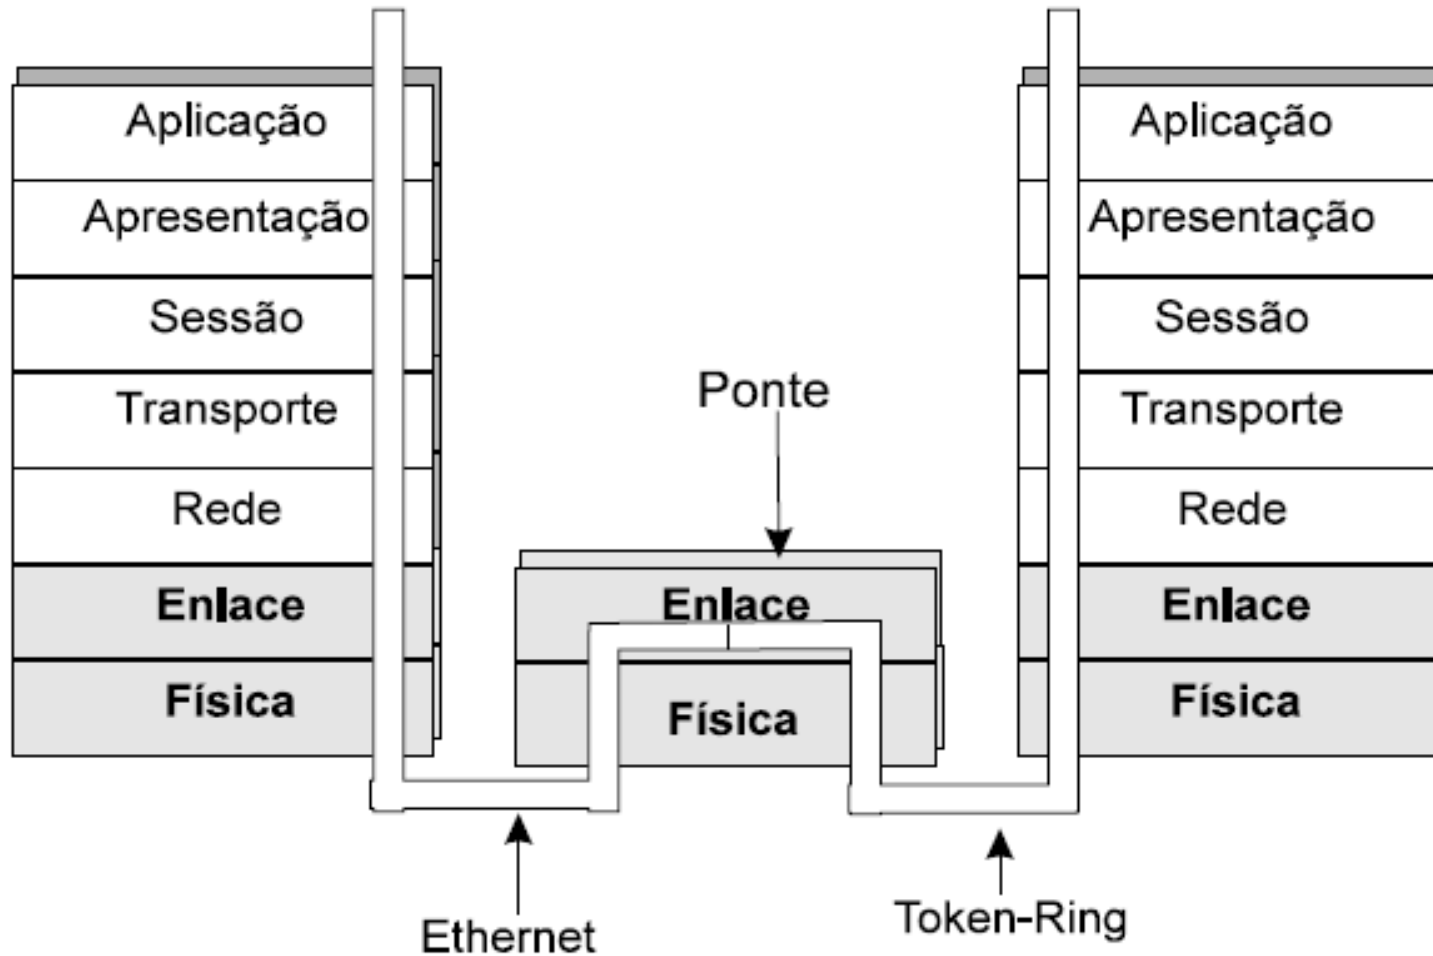 Aplicação
Apresentação
Sessão
Transporte
Rede
Enlace
Física
Ponte
Enlace
Física
Aplicação
Apresentação
Sessão
Transporte
Rede
Enlace
Física
Ethernet
Token-Ring